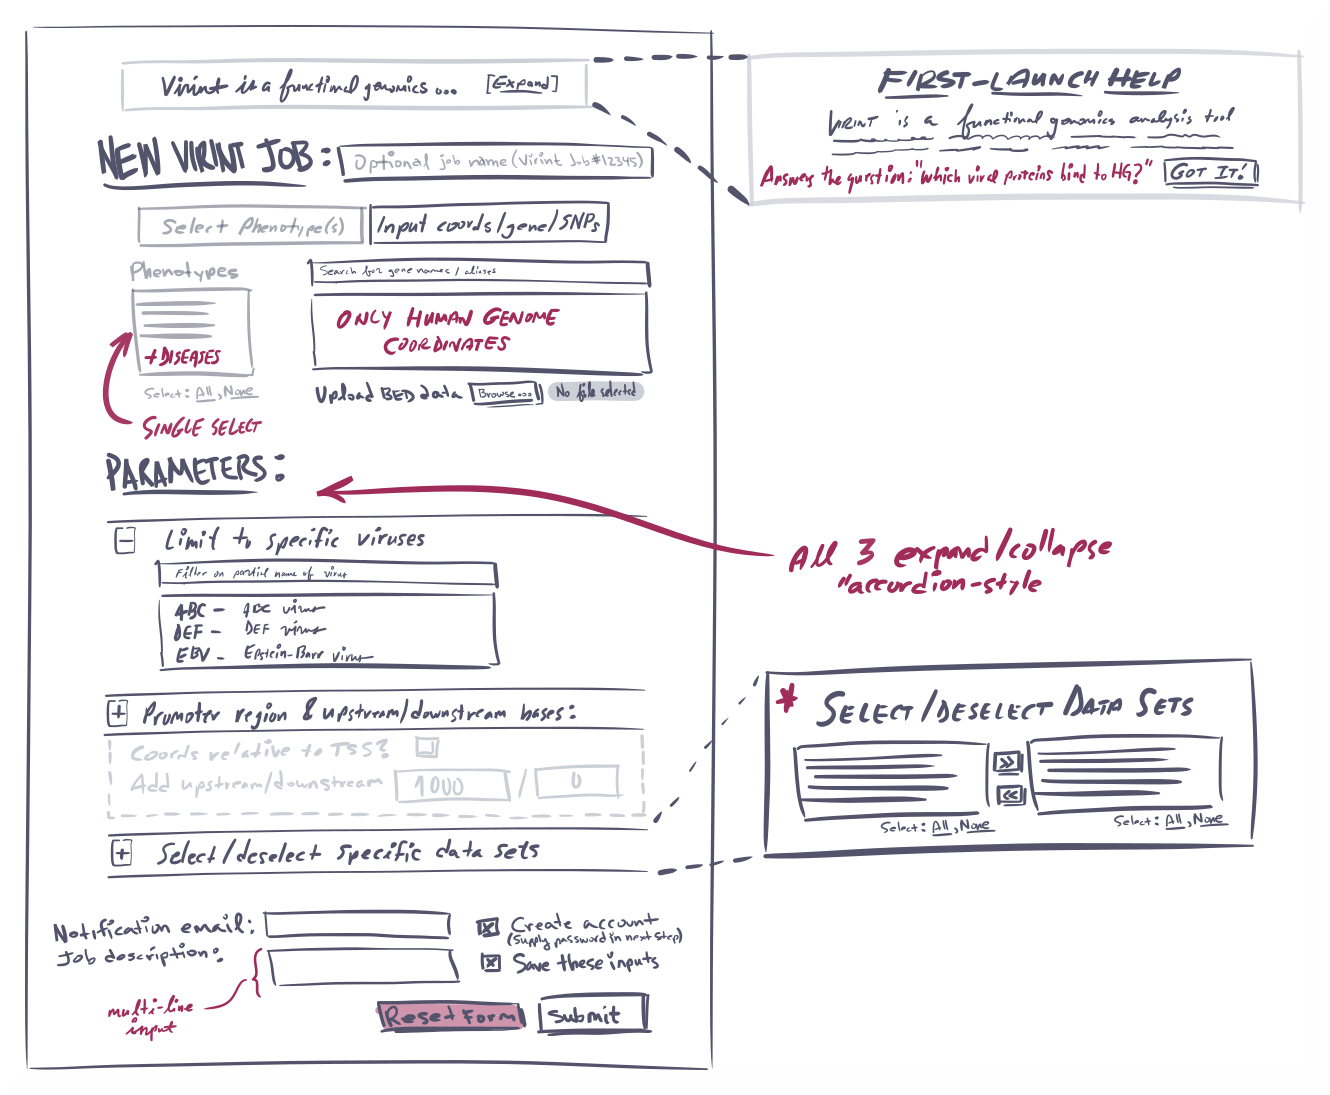 Virint is a functional genomics ... [Expand]
NEW VIRINT JOB: Optional job name (Virint Job #12345)
Select Phenotype(s) Input coords/gene/SNPs
Phenotypes
+DISEASES
Select: All, None
SINGLE SELECT
Search for gene names / aliases
ONLY HUMAN GENOME
COORDINATES
Upload BED data Browse... No file selected
PARAMETERS:
− Limit to specific viruses
Filter on partial name of virus
ABC - ABC virus
DEF - DEF virus
EBV - Epstein-Barr virus
+ Promoter region & upstream/downstream bases:
Coords relative to TSS?
Add upstream/downstream 1000 / 0
+ Select/deselect specific data sets
Notification email:
Job description:
multi-line
input
x Create account
(Supply password in next step)
x Save these inputs
Reset Form Submit
FIRST-LAUNCH HELP
VIRINT is a functional genomics analysis tool
Answers the question: "which viral proteins bind to HG?" GOT IT!
All 3 expand/collapse
"accordion-style
* SELECT/DESELECT DATA SETS
»
«
Select: All, None
Select: All, None